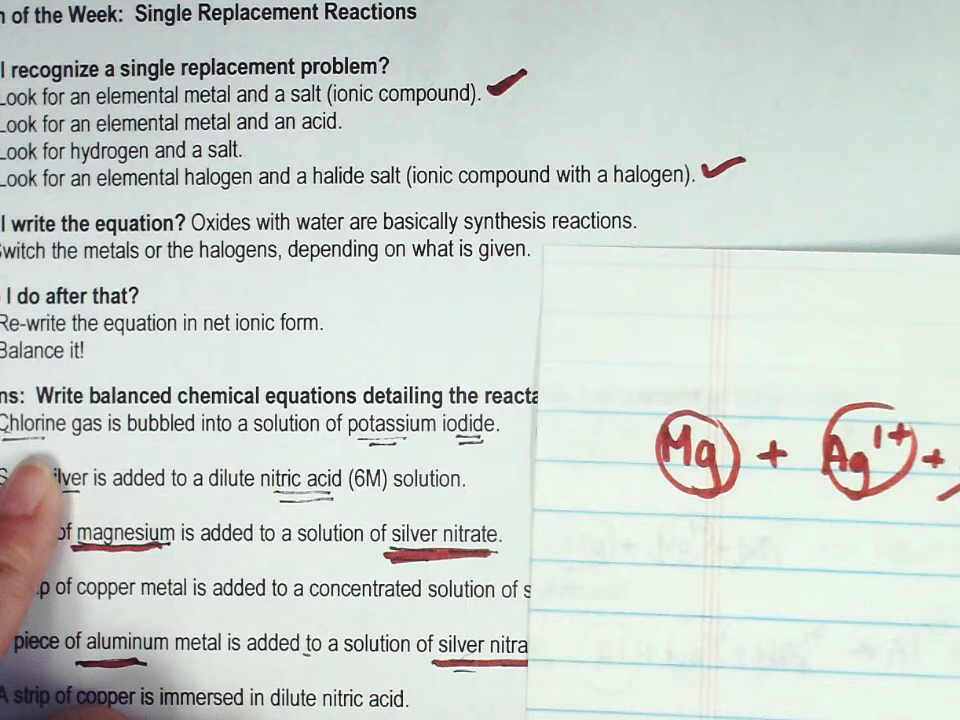 of the Week: Single Replacement Reactions
I recognize a single replacement problem?
Look for an elemental metal and a salt (ionic compound).
Look for an elemental metal and an acid.
Look for hydrogen and a salt.
Look for an elemental halogen and a halide salt (ionic compound with a halogen).
I write the equation? Oxides with water are basically synthesis reactions.
Switch the metals or the halogens, depending on what is given.
I do after that?
Re-write the equation in net ionic form.
Balance it!
ns: Write balanced chemical equations detailing the reacta
Chlorine gas is bubbled into a solution of potassium iodide.
lver is added to a dilute nitric acid (6M) solution.
of magnesium is added to a solution of silver nitrate.
p of copper metal is added to a concentrated solution of s
piece of aluminum metal is added to a solution of silver nitra
A strip of copper is immersed in dilute nitric acid.
Mg + Ag¹⁺ +